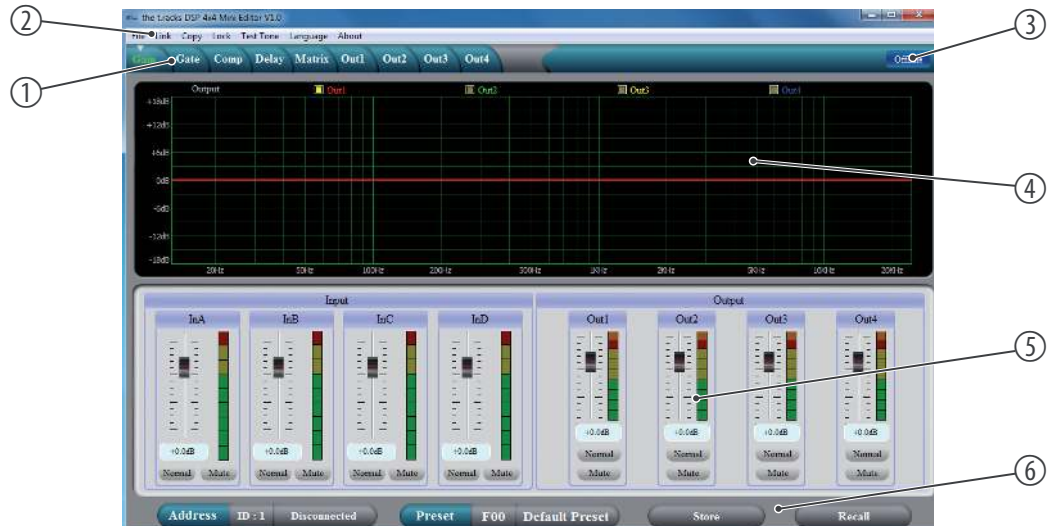 the t.racks DSP 4x4 Mini Editor V1.0
File Link Copy Lock Test Tone Language About
Gain Gate Comp Delay Matrix Out1 Out2 Out3 Out4
Output Out1 Out2 Out3 Out4
+18dB
+12dB
+6dB
0dB
-6dB
-12dB
-18dB
20Hz 50Hz 100Hz 200Hz 500Hz 1KHz 2KHz 5KHz 10KHz 20KHz
Input Output
InA InB InC InD Out1 Out2 Out3 Out4
+0.0dB +0.0dB +0.0dB +0.0dB +0.0dB +0.0dB +0.0dB +0.0dB
Normal Mute Normal Mute Normal Mute Normal Mute Normal Normal Normal Normal
Mute Mute Mute Mute
Address ID : 1 Disconnected Preset F00 Default Preset Store Recall
①
②
③
④
⑤
⑥